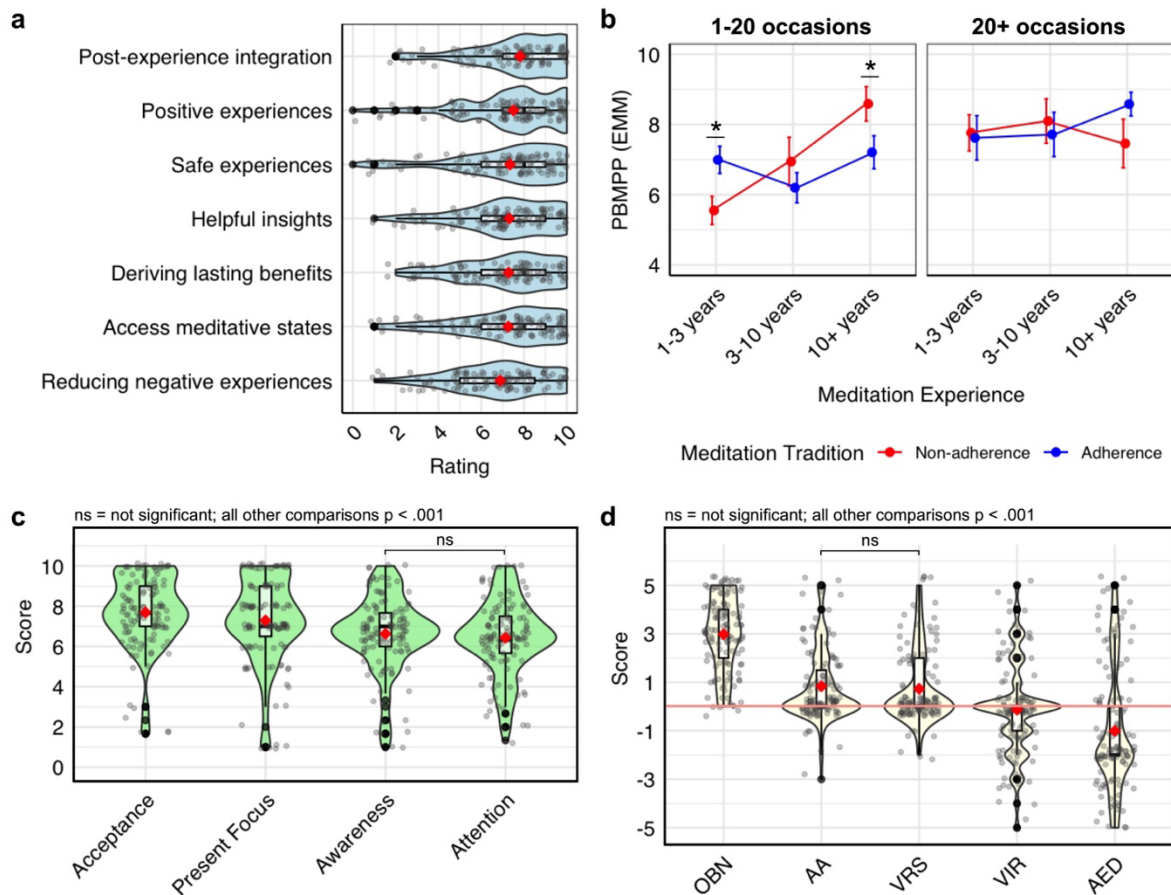 a
Post-experience integration
Positive experiences
Safe experiences
Helpful insights
Deriving lasting benefits
Access meditative states
Reducing negative experiences
0 2 4 6 8 10
Rating
b
1-20 occasions 20+ occasions
PBMPP (EMM)
10
8
6
4
*
*
1-3 years 3-10 years 10+ years 1-3 years 3-10 years 10+ years
Meditation Experience
Meditation Tradition Non-adherence Adherence
c
ns = not significant; all other comparisons p < .001
ns
Score
10
8
6
4
2
0
Acceptance Present Focus Awareness Attention
d
ns = not significant; all other comparisons p < .001
ns
Score
5
3
1
-1
-3
-5
OBN AA VRS VIR AED